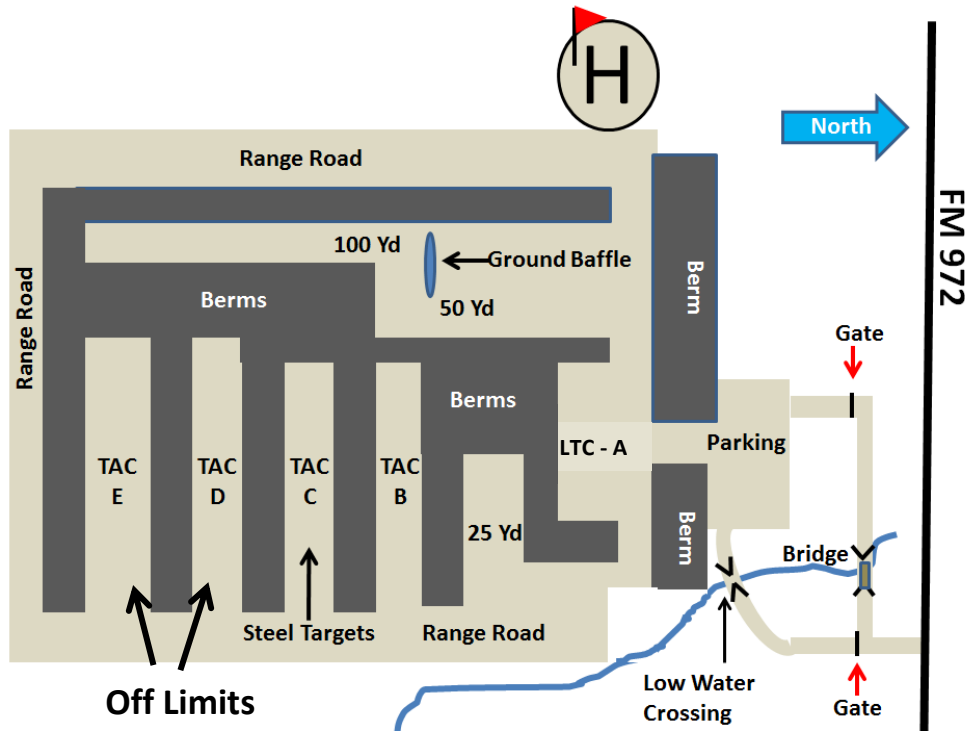 H
North
Range Road
FM 972
100 Yd
Ground Baffle
Berm
Range Road
Berms
50 Yd
Gate
Berms
LTC - A
Parking
TAC
E
TAC
D
TAC
C
TAC
B
25 Yd
Berm
Bridge
Steel Targets
Range Road
Off Limits
Low Water
Crossing
Gate